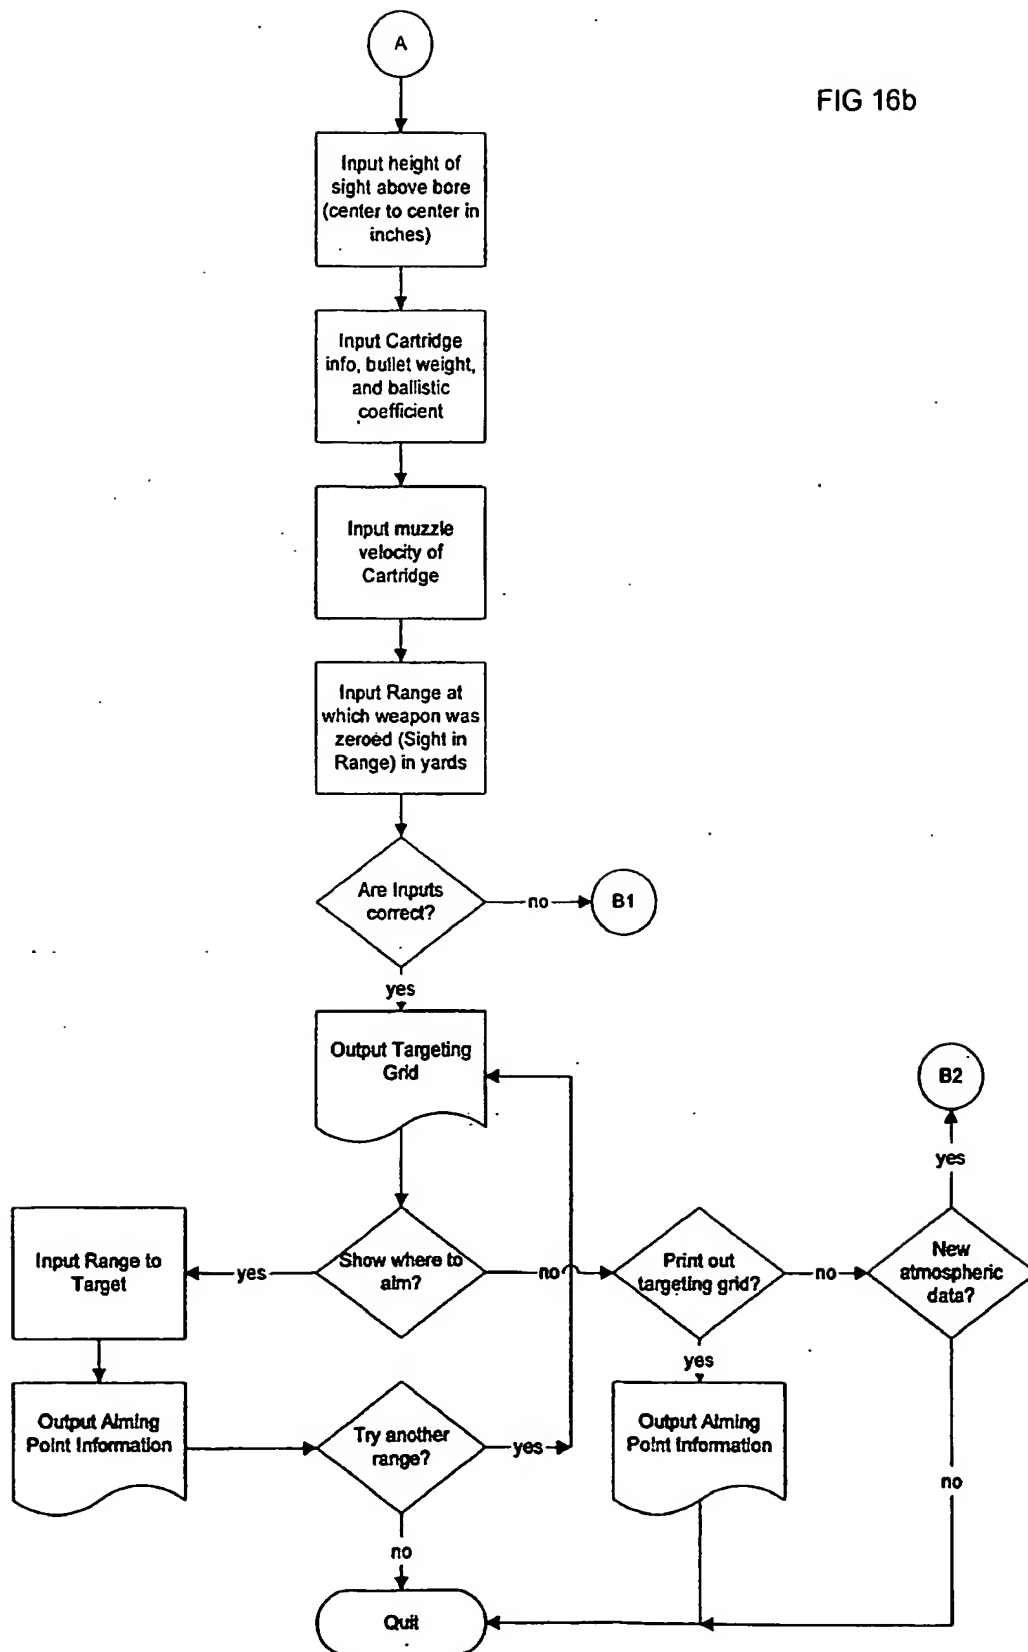 A
FIG 16b
Input height of
sight above bore
(center to center in
inches)
Input Cartridge
info, bullet weight,
and ballistic
coefficient
Input muzzle
velocity of
Cartridge
Input Range at
which weapon was
zeroed (Sight in
Range) in yards
Are Inputs
correct?
no
B1
yes
Output Targeting
Grid
B2
yes
Input Range to
Target
yes
Show where to
aim?
no
Print out
targeting grid?
no
New
atmospheric
data?
yes
Output Aiming
Point Information
Try another
range?
yes
Output Aiming
Point Information
no
no
Quit